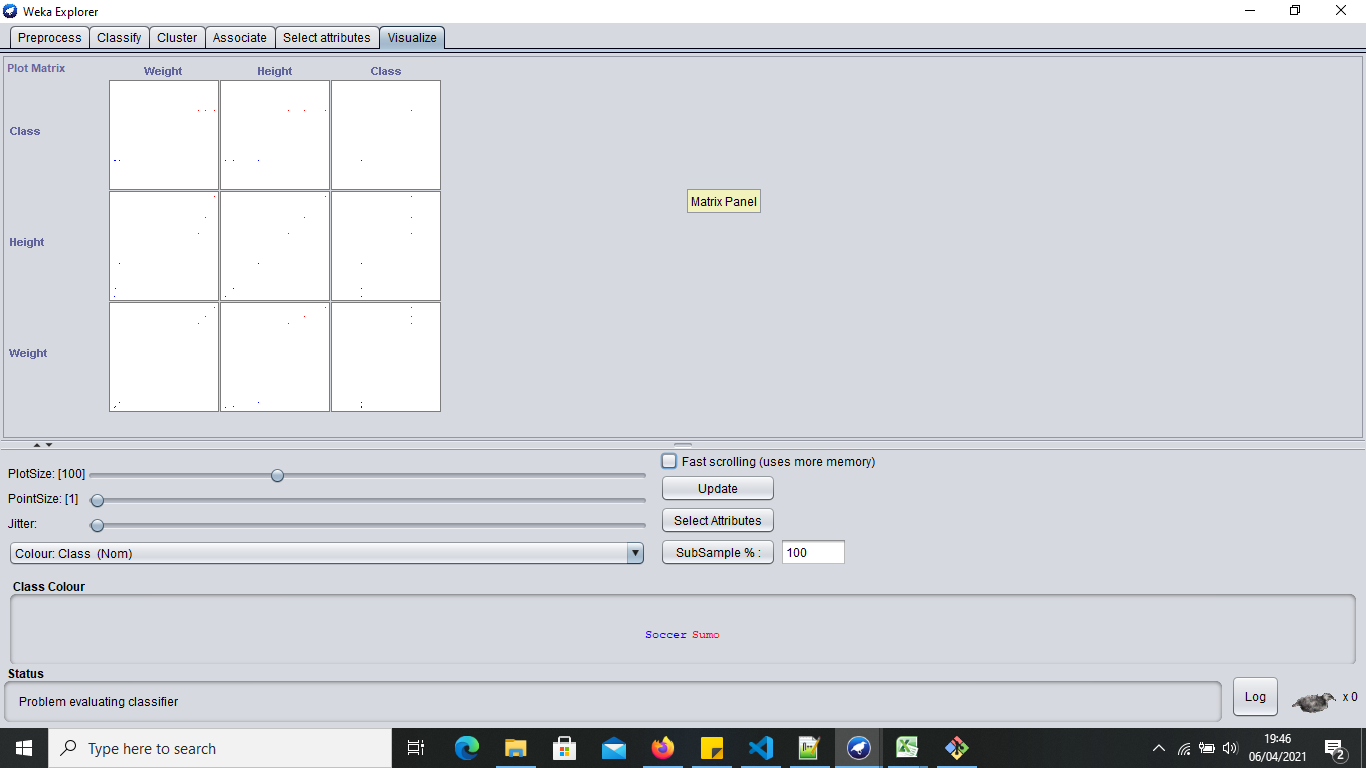 Weka Explorer
Preprocess Classify Cluster Associate Select attributes Visualize
Plot Matrix
Weight Height Class
Class
Height
Weight
Matrix Panel
PlotSize: [100]
PointSize: [1]
Jitter:
Colour: Class (Nom)
Fast scrolling (uses more memory)
Update
Select Attributes
SubSample % : 100
Class Colour
Soccer Sumo
Status
Problem evaluating classifier
Log
x 0
Type here to search
19:46
06/04/2021
2